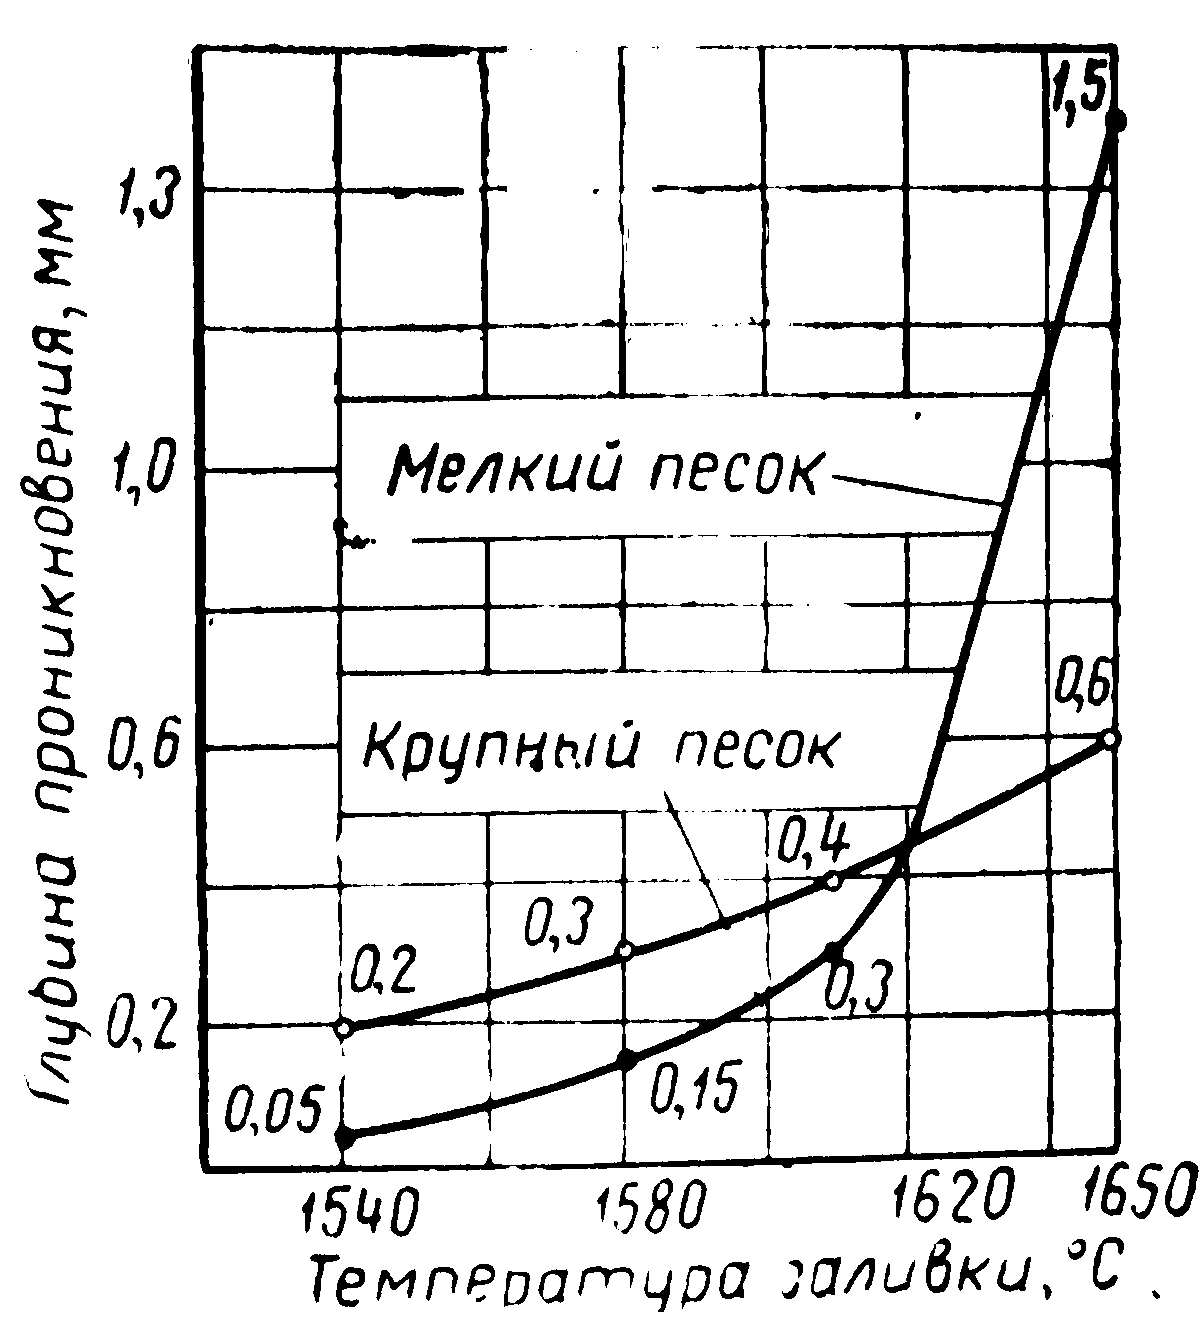 Глубина проникновения, мм
1,5
1,3
1,0
Мелкий песок
0,6
0,6
Крупный песок
0,4
0,3
0,2
0,3
0,2
0,15
0,05
1540 1580 1620 1650
Температура заливки, °С